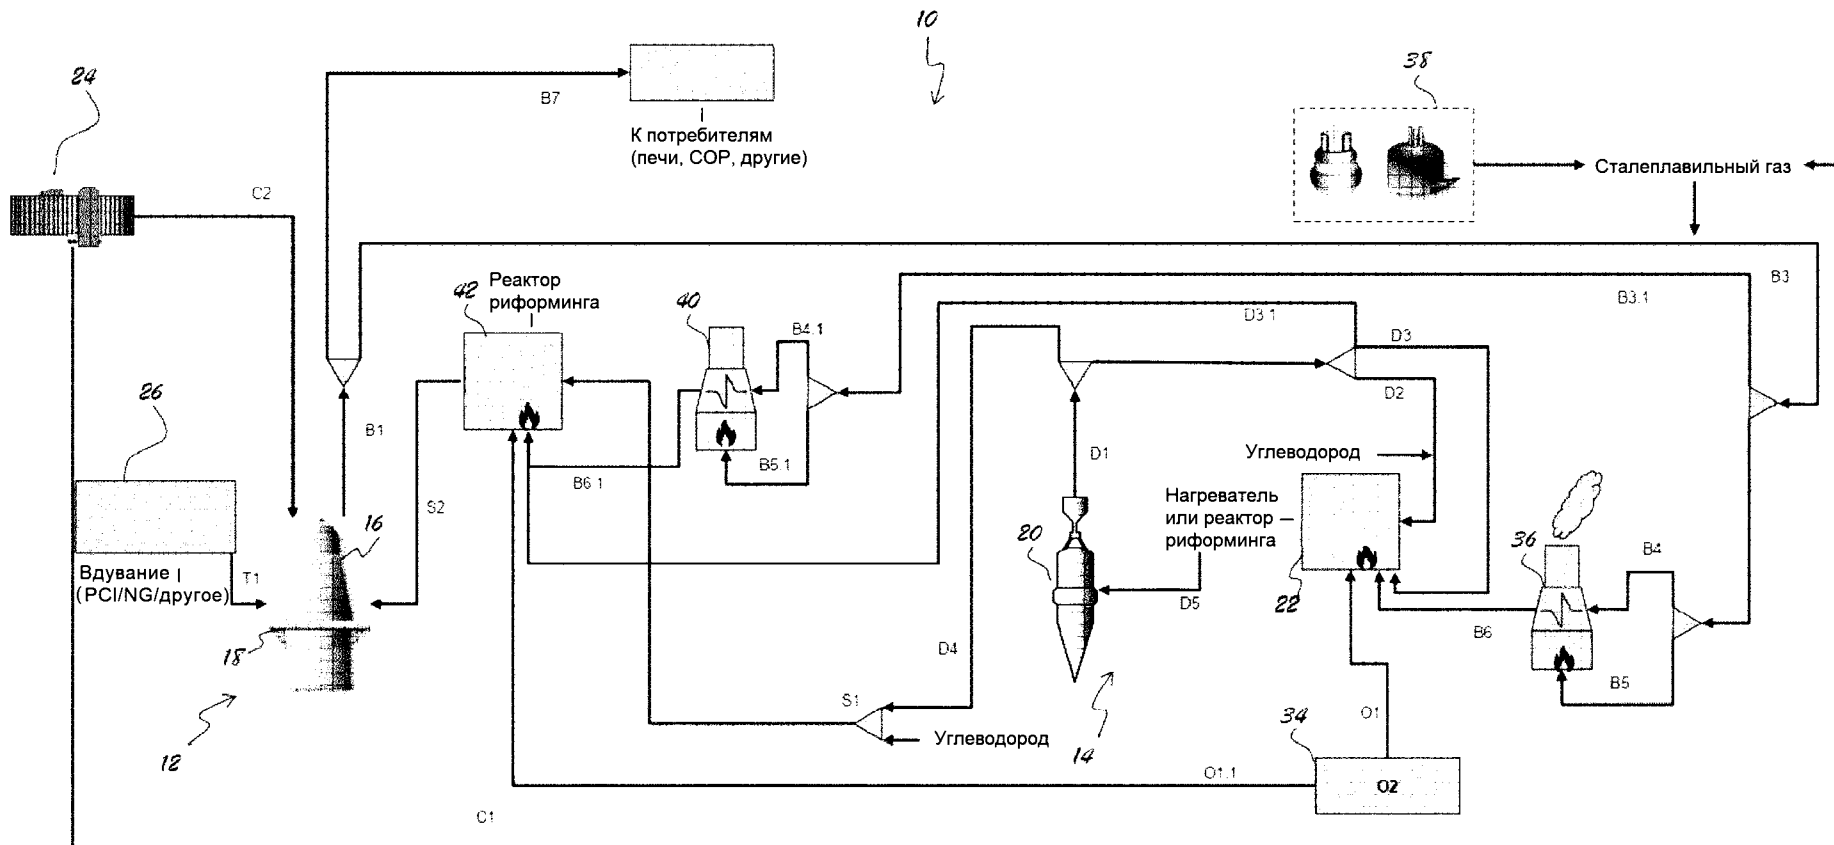 10
24
38
B7
К потребителям
(печи, СОР, другие)
Сталеплавильный газ
C2
B3
B3.1
42
Реактор
риформинга
40
B4.1
D3.1
D3
D2
26
B1
B5.1
B6.1
D1
Углеводород
S2
16
Нагреватель
или реактор
риформинга
20
22
36
B4
Вдувание
(PCI/NG/другое)
T1
D5
B6
18
D4
B5
S1
12
Углеводород
14
O1
34
O1.1
O2
C1